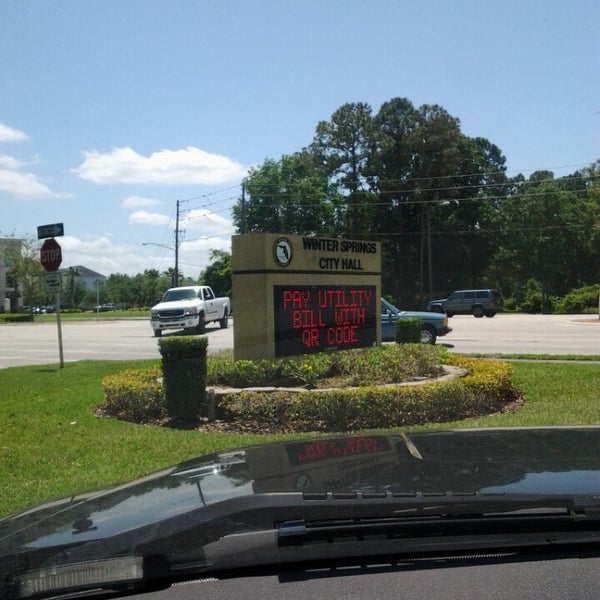 WINTER SPRINGS
CITY HALL
PAY UTILITY
BILL WITH
QR CODE
STOP